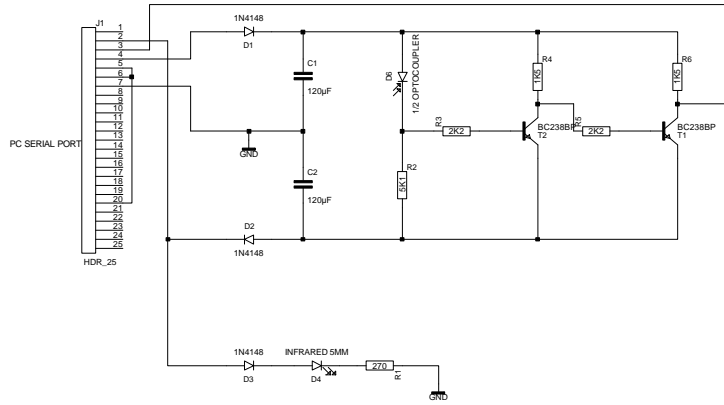 J1
1
2
3
4
5
6
7
8
9
10
11
12
13
14
15
16
17
18
19
20
21
22
23
24
25
PC SERIAL PORT
HDR_25
1N4148
D1
C1
120µF
GND
C2
120µF
D2
1N4148
D6
1/2 OPTOCOUPLER
R2
5K1
R3
2K2
R4
1K5
BC238BP
T2
R5
2K2
R6
1K5
BC238BP
T1
1N4148
D3
INFRARED 5MM
D4
270
R1
GND